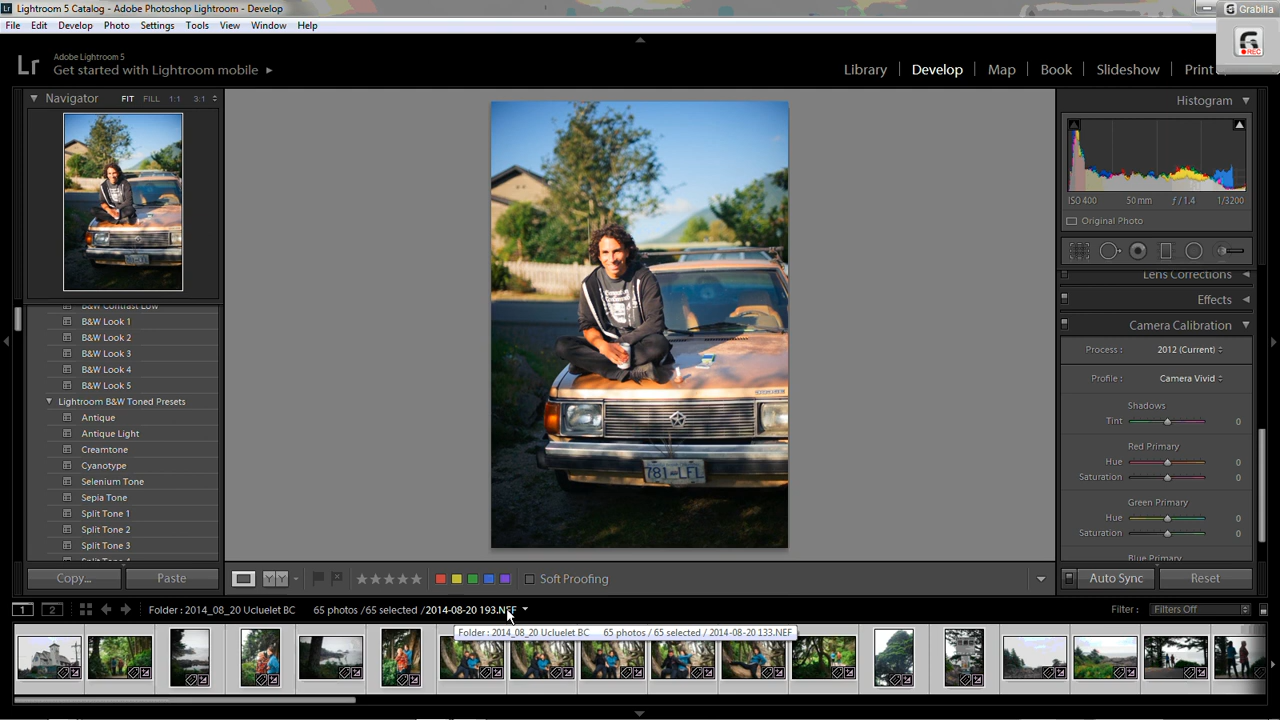 Lr Lightroom 5 Catalog - Adobe Photoshop Lightroom - Develop
Grabilla
File Edit Develop Photo Settings Tools View Window Help
REC
Lr Adobe Lightroom 5
Get started with Lightroom mobile
Library Develop Map Book Slideshow Print
Navigator FIT FILL 1:1 3:1
Histogram
ISO 400 50 mm ƒ / 1.4 1/3200
Original Photo
Lens Corrections
Effects
Camera Calibration
Process : 2012 (Current)
Profile : Camera Vivid
Shadows
Tint 0
Red Primary
Hue 0
Saturation 0
Green Primary
Hue 0
Saturation 0
Blue Primary
B&W Contrast Low
B&W Look 1
B&W Look 2
B&W Look 3
B&W Look 4
B&W Look 5
Lightroom B&W Toned Presets
Antique
Antique Light
Creamtone
Cyanotype
Selenium Tone
Sepia Tone
Split Tone 1
Split Tone 2
Split Tone 3
781 LFL
Copy... Paste
Y Y
Soft Proofing
Auto Sync Reset
1 2 Folder : 2014_08_20 Ucluelet BC 65 photos / 65 selected / 2014-08-20 193.NEF
Filter : Filters Off
Folder : 2014_08_20 Ucluelet BC 65 photos / 65 selected / 2014-08-20 133.NEF